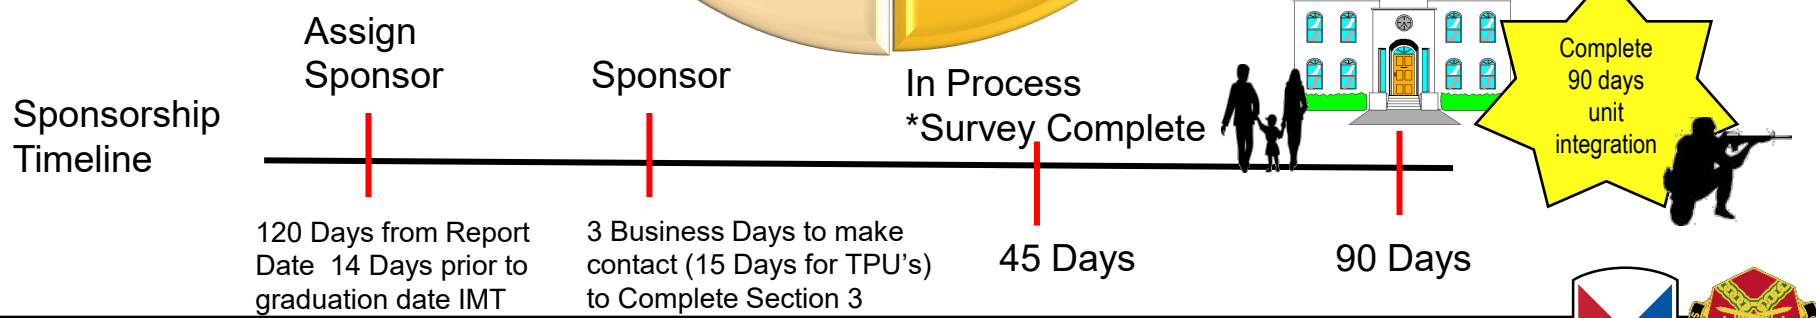 Sponsorship
Timeline
Assign
Sponsor
Sponsor
In Process
*Survey Complete
Complete
90 days
unit
integration
120 Days from Report
Date  14 Days prior to
graduation date IMT
3 Business Days to make
contact (15 Days for TPU's)
to Complete Section 3
45 Days
90 Days